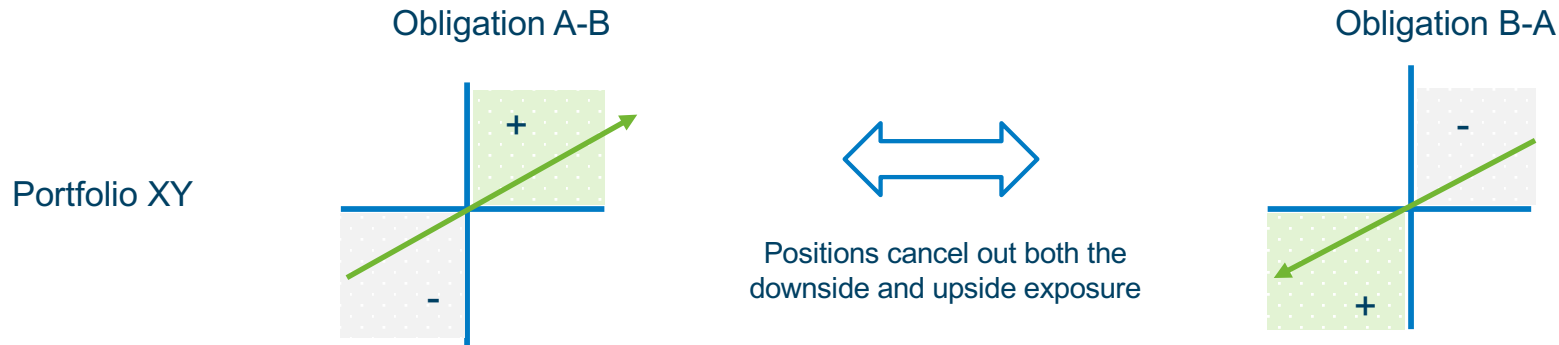 Obligation A-B
Obligation B-A
+
-
Portfolio XY
Positions cancel out both the
downside and upside exposure
-
+